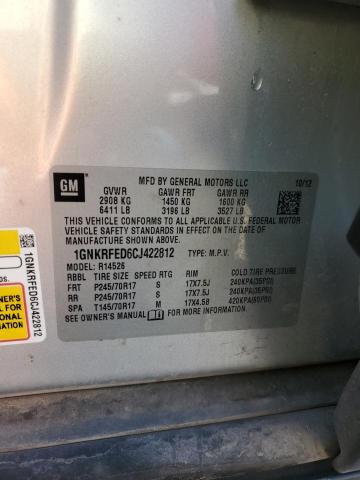 GM
MFD BY GENERAL MOTORS LLC
10/12
GVWR GAWR FRT GAWR RR
2908 KG 1450 KG 1600 KG
6411 LB 3196 LB 3527 LB
THIS VEHICLE CONFORMS TO ALL APPLICABLE U.S. FEDERAL MOTOR
VEHICLE SAFETY STANDARDS IN EFFECT ON THE DATE OF
MANUFACTURE SHOWN ABOVE.
1GNKRFED6CJ422812 TYPE: M.P.V.
MODEL: R14526
RBBL TIRE SIZE SPEED RTG RIM COLD TIRE PRESSURE
FRT P245/70R17 S 17X7.5J 240KPA(35PSI)
RR P245/70R17 S 17X7.5J 240KPA(35PSI)
SPA T145/70R17 M 17X4.5B 420KPA(60PSI)
SEE OWNER'S MANUAL FOR MORE INFORMATION.
OWNER'S
FOR
ADDITIONAL
INFORMATION
1GNKRFED6CJ422812